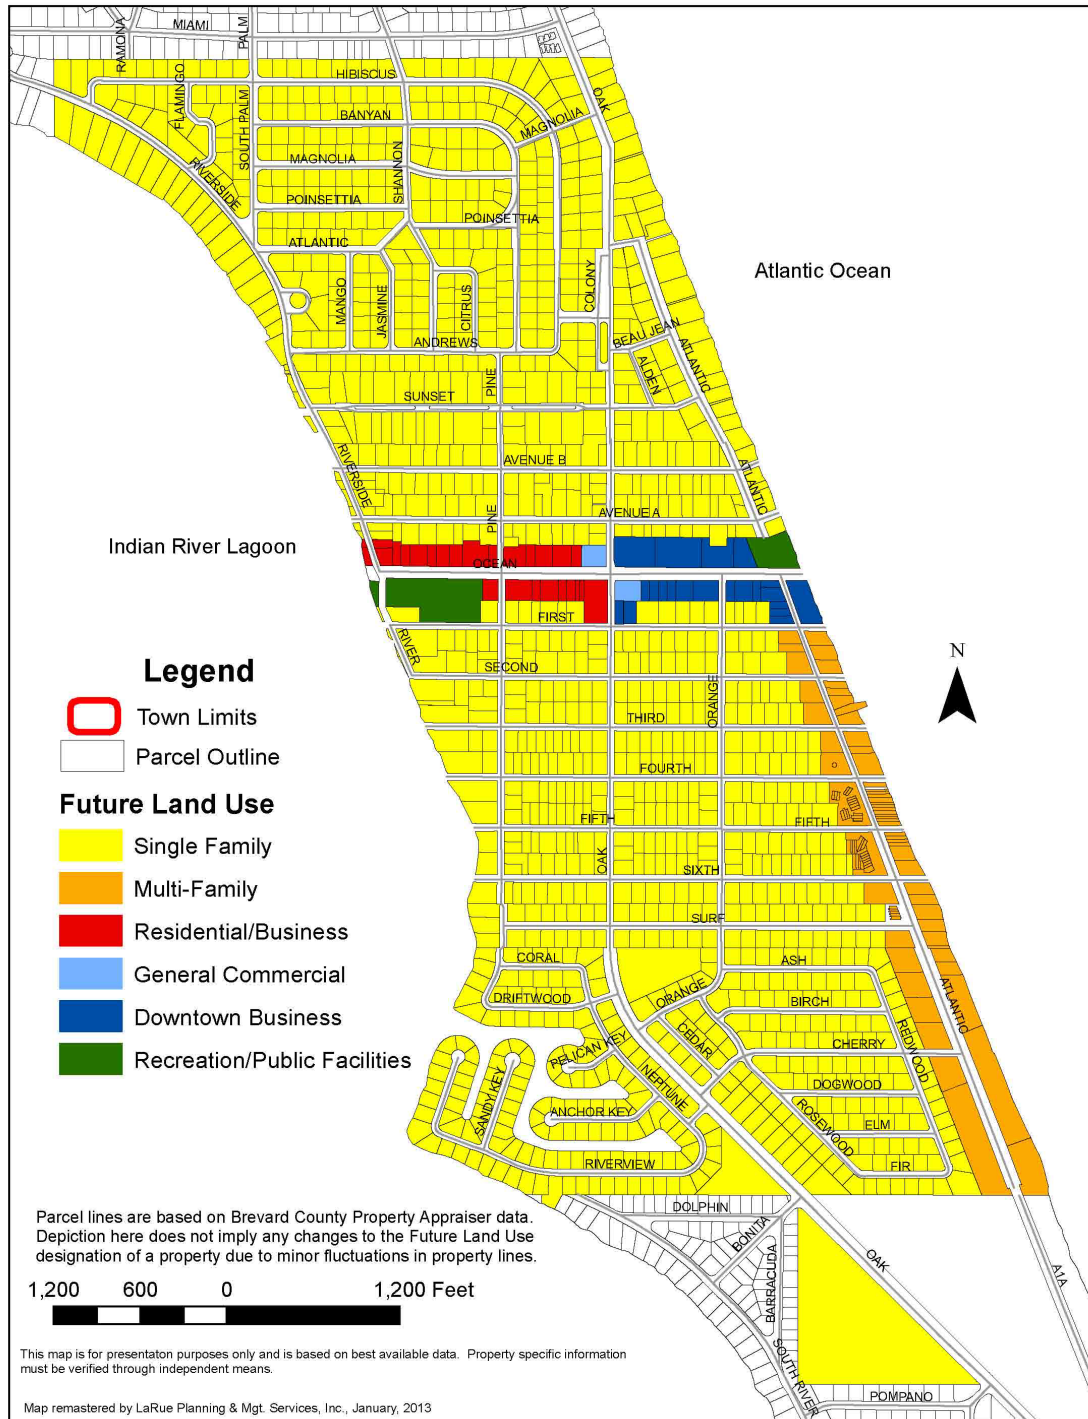 MIAMI
RAMONA
PALM
HIBISCUS
FLAMINGO
OAK
SOUTH PALM
BANYAN
MAGNOLIA
MAGNOLIA
SHANNON
RIVERSIDE
POINSETTIA
POINSETTIA
ATLANTIC
Atlantic Ocean
MANGO
JASMINE
CITRUS
COLONY
ANDREWS
BEAU JEAN
ATLANTIC
ALDEN
PINE
SUNSET
RIVERSIDE
AVENUE B
ATLANTIC
PINE
AVENUE A
Indian River Lagoon
OCEAN
FIRST
RIVER
SECOND
N
ORANGE
THIRD
FOURTH
FIFTH
FIFTH
OAK
SIXTH
SURF
CORAL
ASH
DRIFTWOOD
ORANGE
BIRCH
ATLANTIC
CEDAR
CHERRY
REDWOOD
PELICAN KEY
SANDY KEY
NEPTUNE
DOGWOOD
ANCHOR KEY
ROSEWOOD
ELM
RIVERVIEW
FIR
DOLPHIN
BONITA
BARRACUDA
OAK
A1A
SOUTH RIVER
POMPANO
Legend
Town Limits
Parcel Outline
Future Land Use
Single Family
Multi-Family
Residential/Business
General Commercial
Downtown Business
Recreation/Public Facilities
Parcel lines are based on Brevard County Property Appraiser data.
Depiction here does not imply any changes to the Future Land Use
designation of a property due to minor fluctuations in property lines.
1,200 600 0 1,200 Feet
This map is for presentaton purposes only and is based on best available data. Property specific information
must be verified through independent means.
Map remastered by LaRue Planning & Mgt. Services, Inc., January, 2013